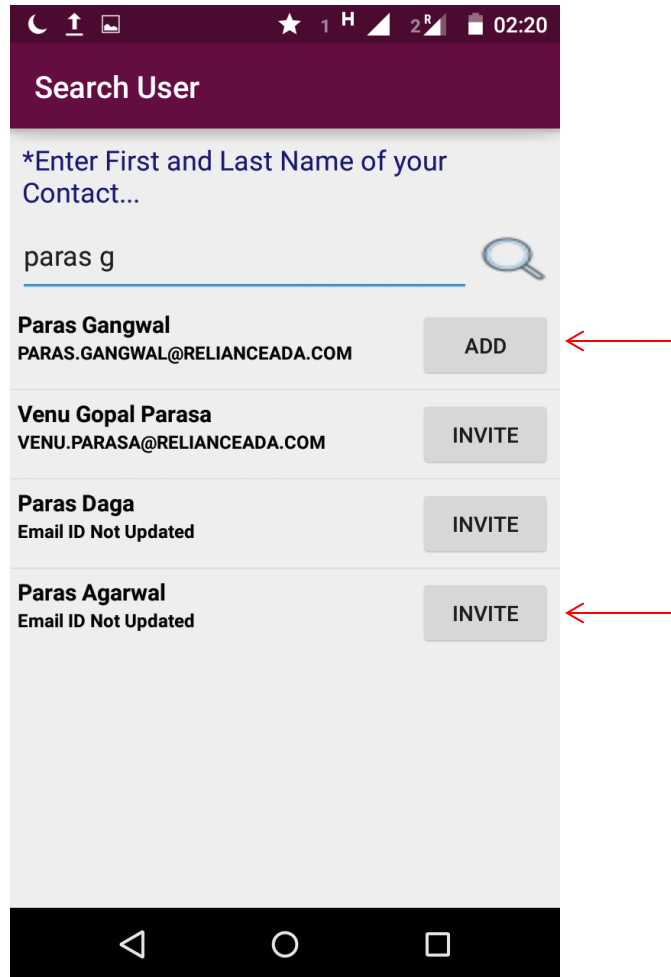 1 H 2 R 02:20
Search User
*Enter First and Last Name of your
Contact...
paras g
Paras Gangwal
PARAS.GANGWAL@RELIANCEADA.COM
ADD
Venu Gopal Parasa
VENU.PARASA@RELIANCEADA.COM
INVITE
Paras Daga
Email ID Not Updated
INVITE
Paras Agarwal
Email ID Not Updated
INVITE